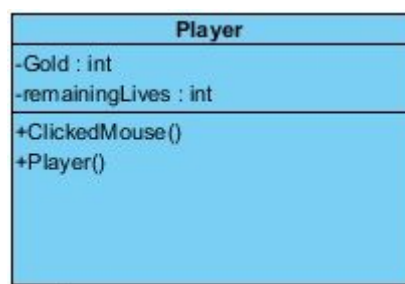 Player
-Gold : int
-remainingLives : int
+ClickedMouse()
+Player()